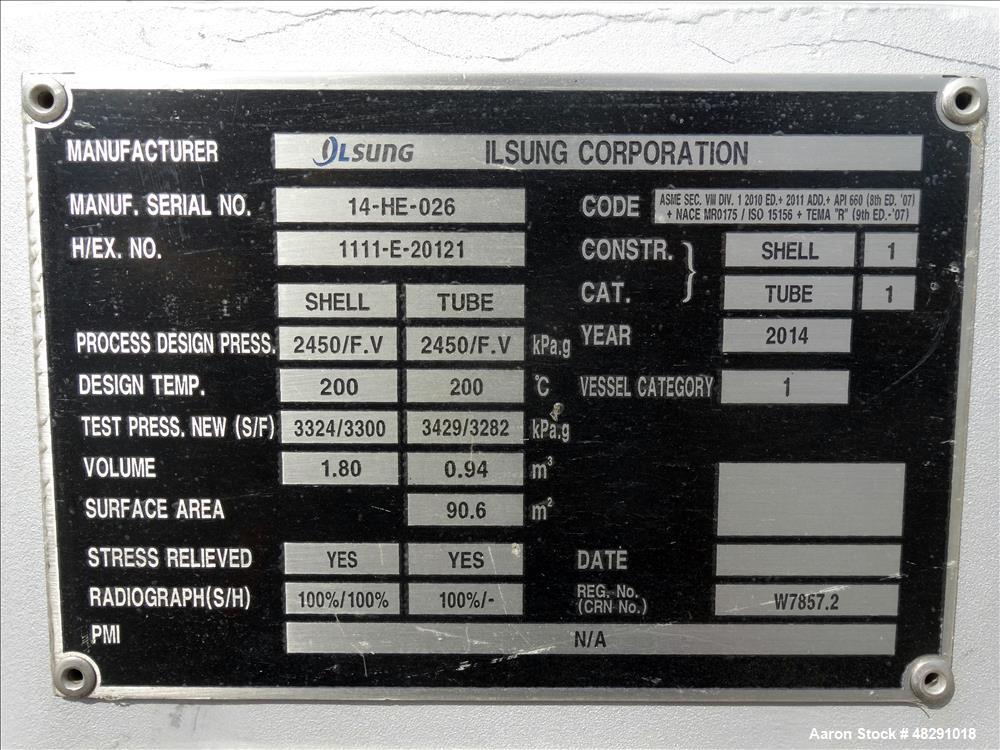 MANUFACTURER ILSUNG ILSUNG CORPORATION
MANUF. SERIAL NO. 14-HE-026
CODE ASME SEC. VIII DIV. 1 2010 ED.+ 2011 ADD.+ API 660 (8th ED. '07)
+ NACE MR0175 / ISO 15156 + TEMA "R" (9th ED.-'07)
H/EX. NO. 1111-E-20121
CONSTR. SHELL 1
CAT. TUBE 1
SHELL TUBE
PROCESS DESIGN PRESS. 2450/F.V 2450/F.V kPa.g
YEAR 2014
DESIGN TEMP. 200 200 °C
VESSEL CATEGORY 1
TEST PRESS. NEW (S/F) 3324/3300 3429/3282 kPa.g
VOLUME 1.80 0.94 m³
SURFACE AREA 90.6 m²
STRESS RELIEVED YES YES
DATE
RADIOGRAPH(S/H) 100%/100% 100%/-
REG. No.
(CRN No.) W7857.2
PMI N/A
Aaron Stock # 48291018